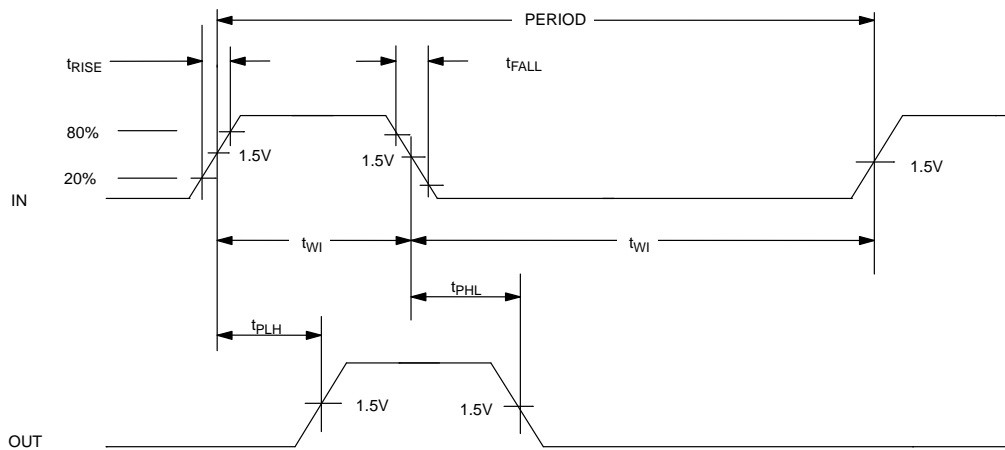 PERIOD
tRISE
tFALL
80%
1.5V
1.5V
1.5V
20%
IN
tWI
tWI
tPHL
tPLH
1.5V
1.5V
OUT